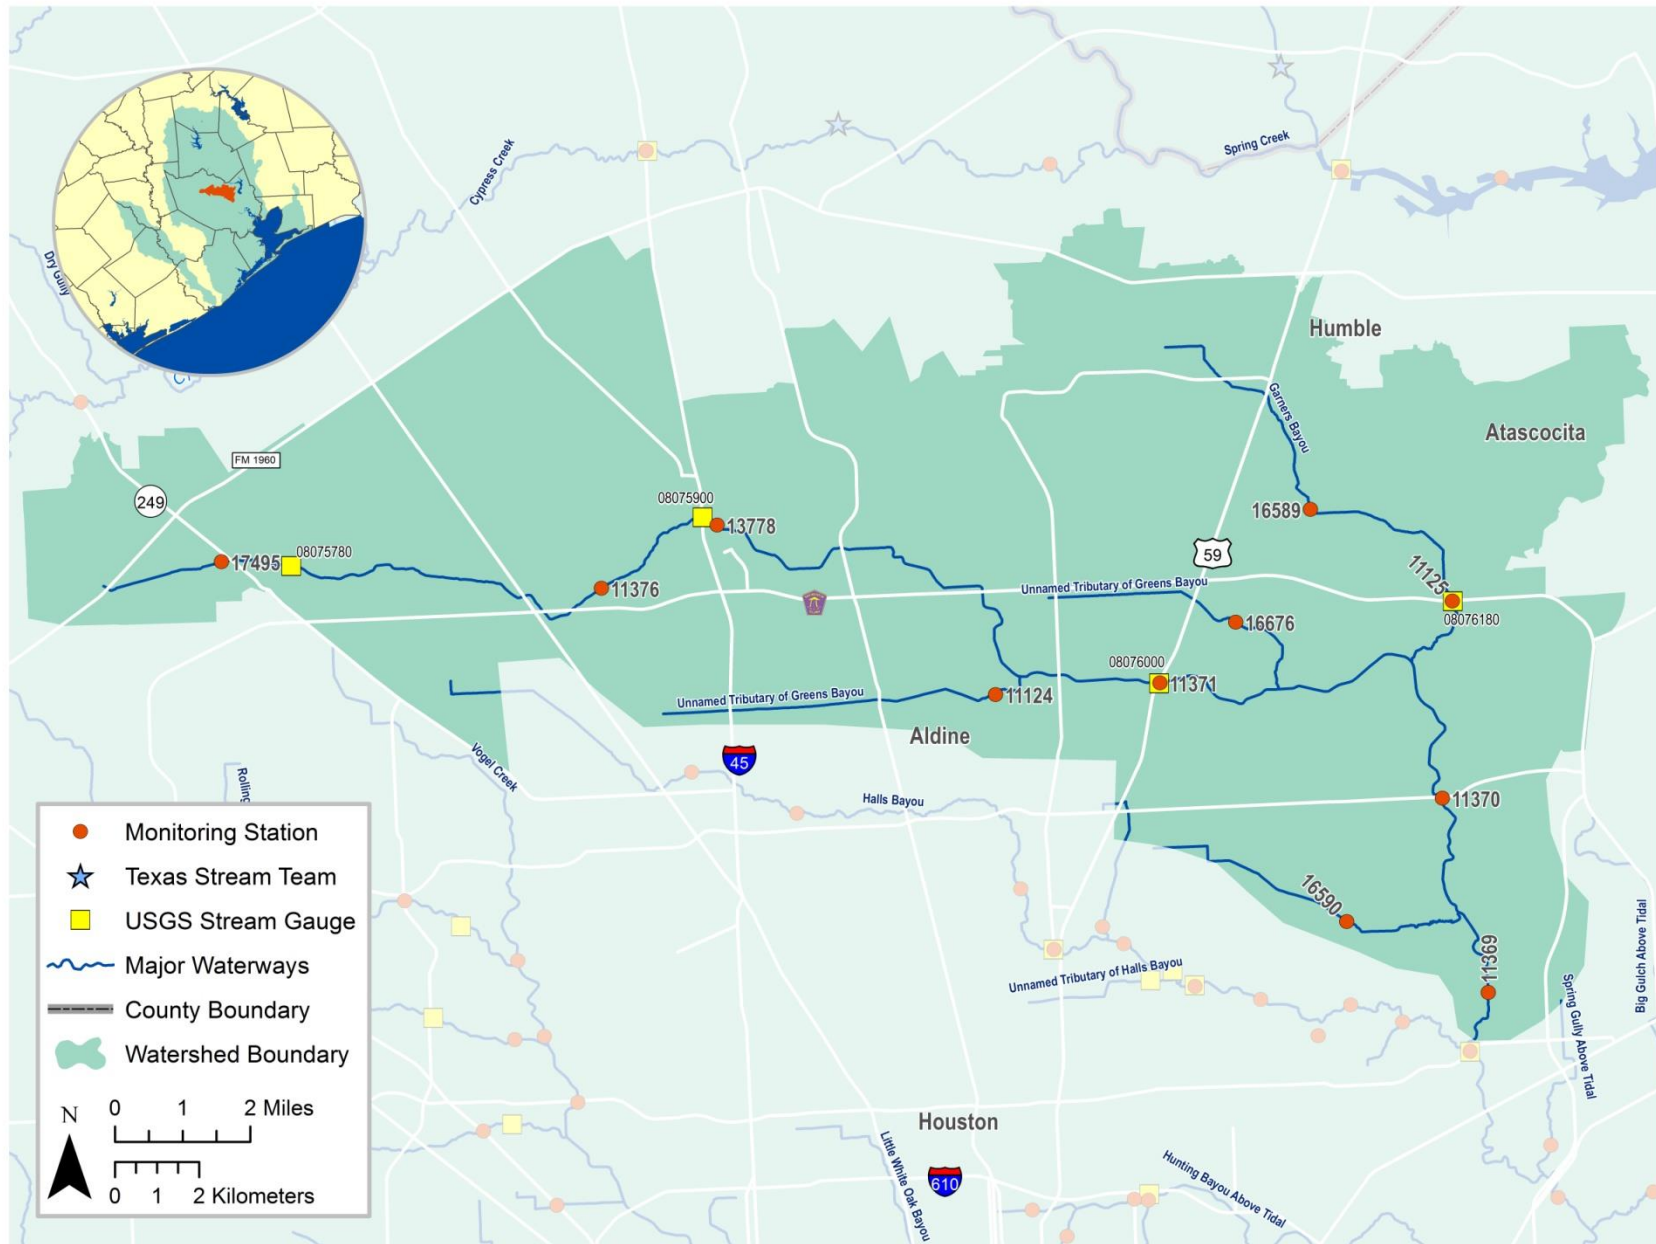 Spring Creek
Cypress Creek
Dry Gully
Humble
Garners Bayou
Atascocita
FM 1960
249
08075900
13778
16589
17495
08075780
59
11125
11376
Unnamed Tributary of Greens Bayou
16676
08076180
08076000
11371
Unnamed Tributary of Greens Bayou
11124
Aldine
45
Vogel Creek
Rolling
Halls Bayou
11370
16590
11369
Unnamed Tributary of Halls Bayou
Big Gulch Above Tidal
Spring Gully Above Tidal
Houston
Little White Oak Bayou
610
Hunting Bayou Above Tidal
Monitoring Station
Texas Stream Team
USGS Stream Gauge
Major Waterways
County Boundary
Watershed Boundary
N
0 1 2 Miles
0 1 2 Kilometers